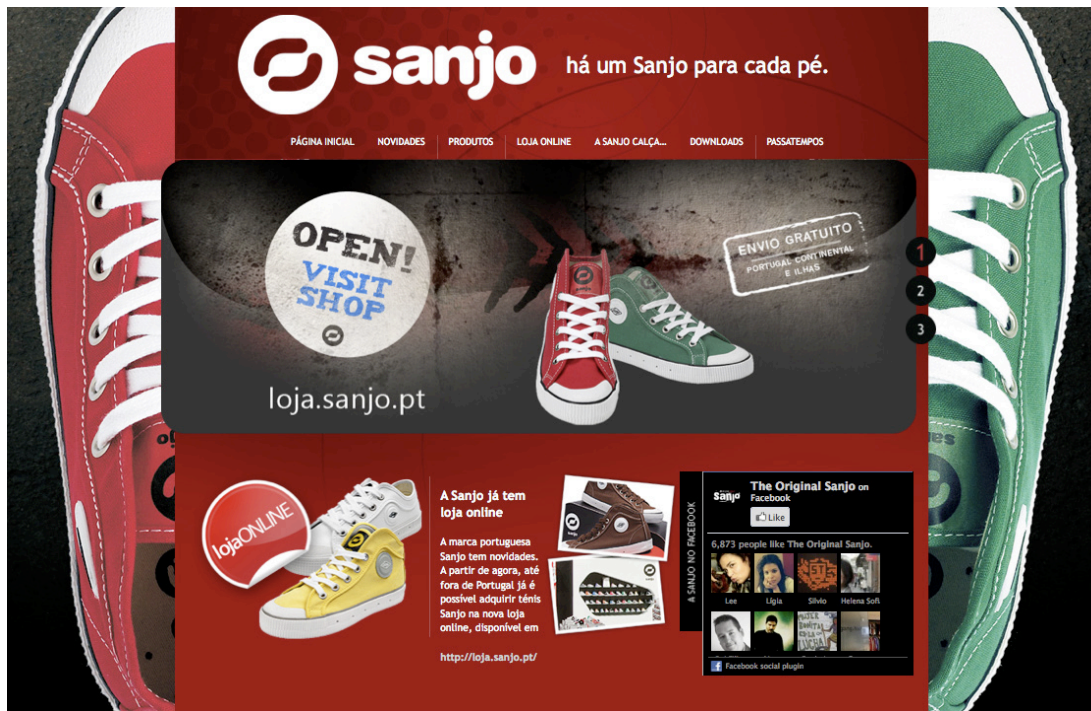 sanjo
há um Sanjo para cada pé.
PÁGINA INICIAL NOVIDADES PRODUTOS LOJA ONLINE A SANJO CALÇA... DOWNLOADS PASSATEMPOS
OPEN!
VISIT
SHOP
ENVIO GRATUITO
PORTUGAL CONTINENTAL
E ILHAS
1
2
3
loja.sanjo.pt
lojaONLINE
A Sanjo já tem
loja online
A marca portuguesa
Sanjo tem novidades.
A partir de agora, até
fora de Portugal já é
possível adquirir ténis
Sanjo na nova loja
online, disponível em
http://loja.sanjo.pt/
A SANJO NO FACEBOOK
Sanjo
The Original Sanjo on
Facebook
Like
6,873 people like The Original Sanjo.
Lee Lígia Silvio Helena Sofi
Facebook social plugin